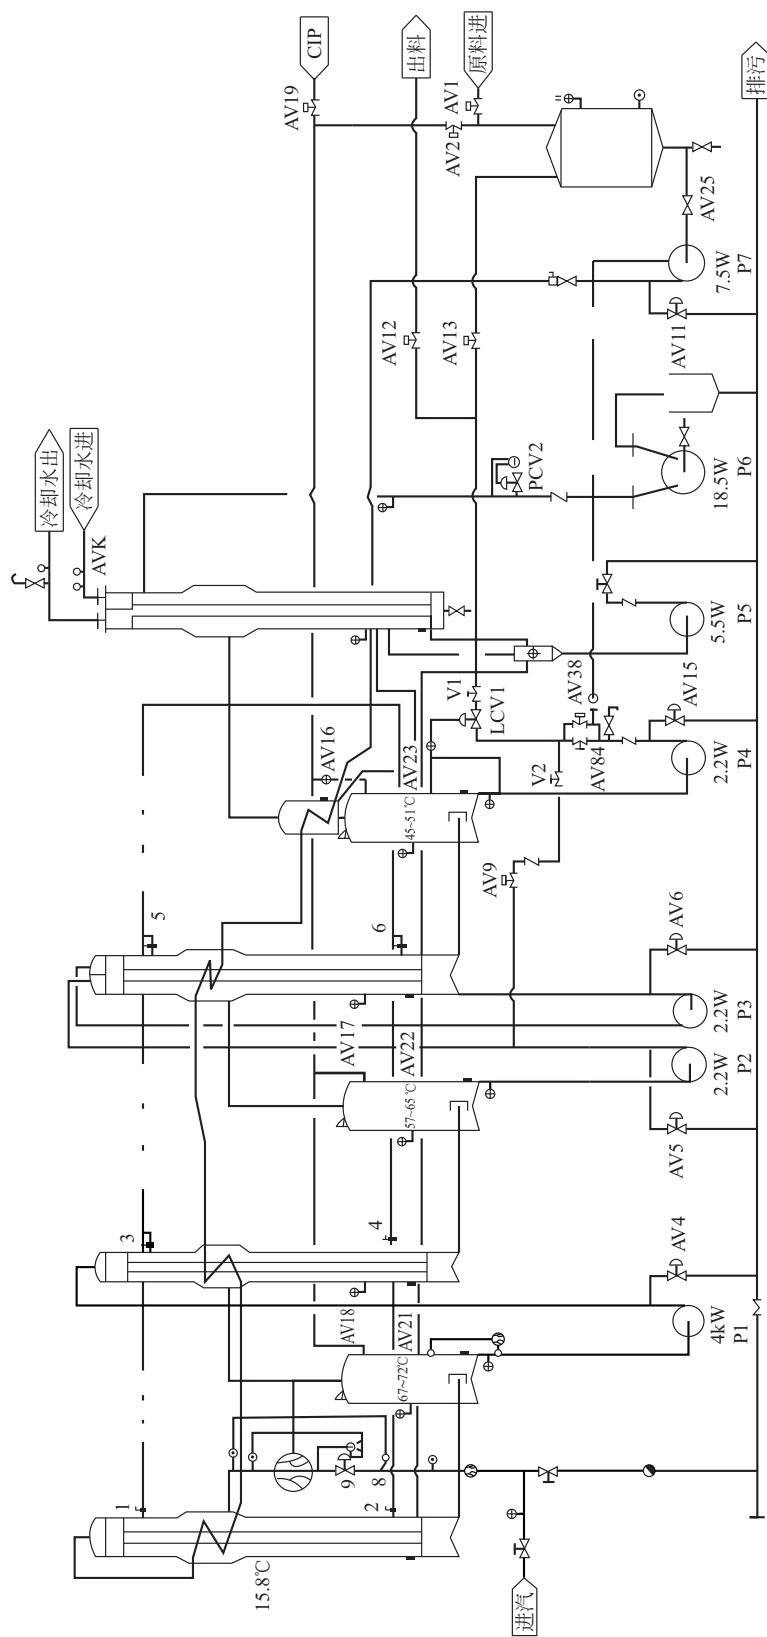 冷却水出
冷却水进
AVK
CIP
AV19
出料
原料进
AV1
AV2
AV12
AV13
AV25
7.5W
P7
AV11
排污
PCV2
18.5W
P6
5.5W
P5
V1
LCV1
AV38
AV15
AV16
AV23
V2
AV84
2.2W
P4
45~51℃
AV9
5
6
AV6
2.2W
P3
AV17
AV22
57~65℃
2.2W
P2
AV5
3
4
AV4
AV18
AV21
67~72℃
4kW
P1
1
2
9
8
15.8℃
进汽